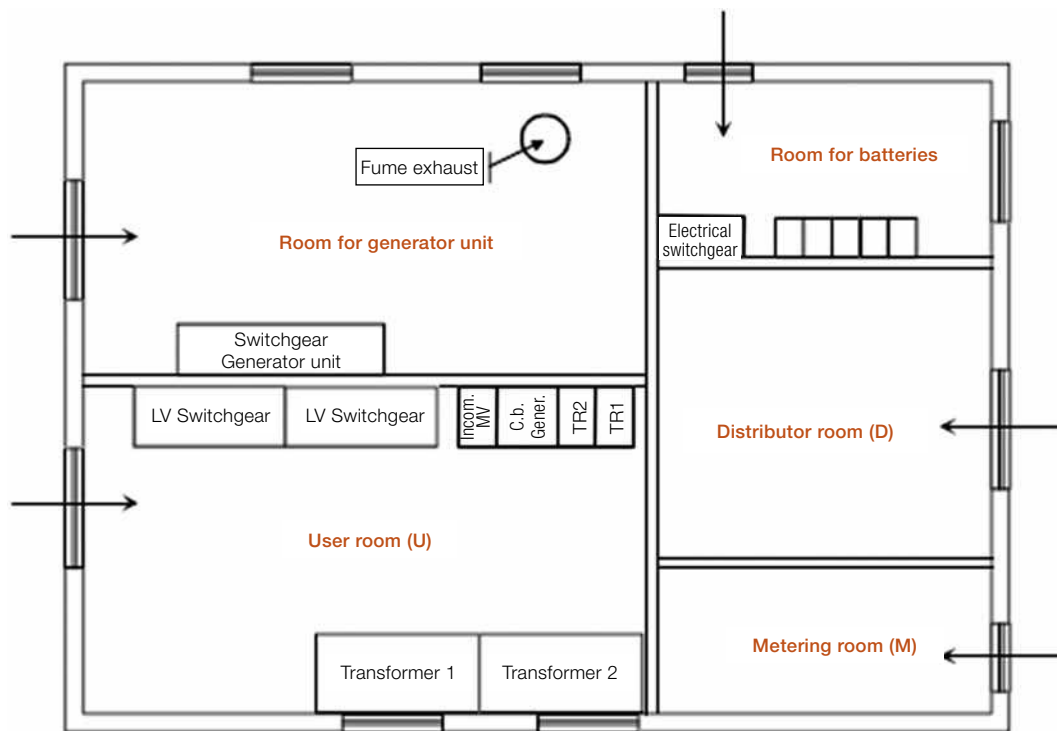 Fume exhaust
Room for batteries
Room for generator unit
Electrical
switchgear
Switchgear
Generator unit
LV Switchgear
LV Switchgear
Incom.
MV
C.b.
Gener.
TR2
TR1
Distributor room (D)
User room (U)
Transformer 1
Transformer 2
Metering room (M)